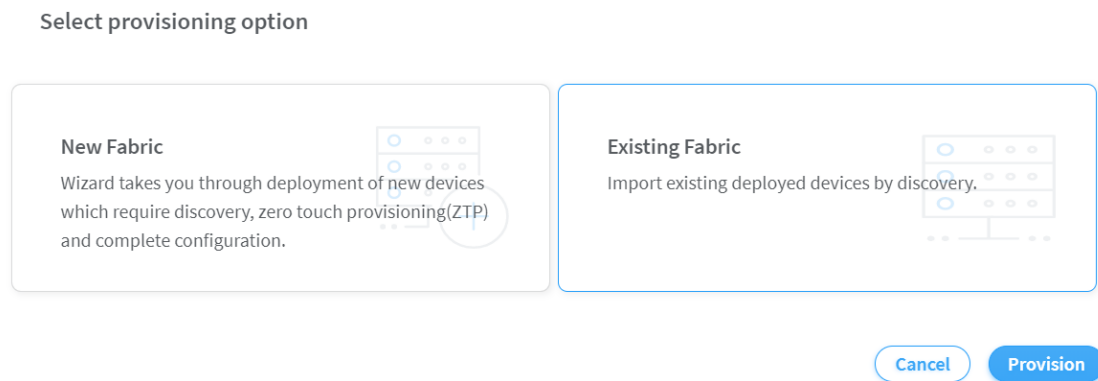 Select provisioning option
New Fabric
Wizard takes you through deployment of new devices
which require discovery, zero touch provisioning(ZTP)
and complete configuration.
Existing Fabric
Import existing deployed devices by discovery.
Cancel
Provision